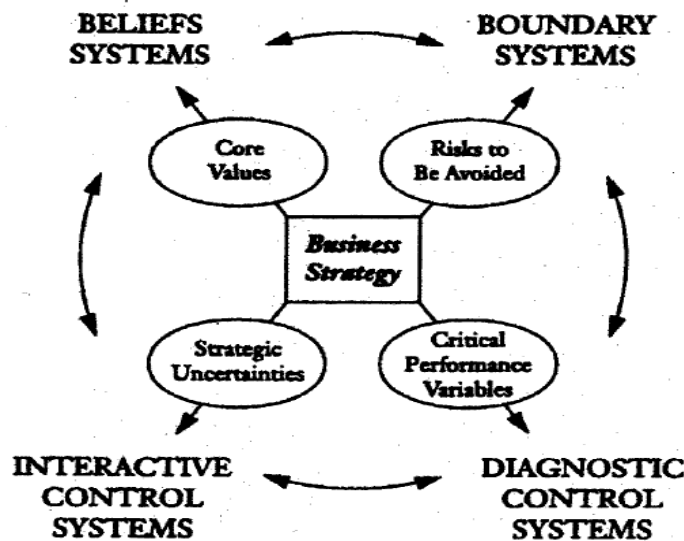 BELIEFS
SYSTEMS
BOUNDARY
SYSTEMS
Core
Values
Risks to
Be Avoided
Business
Strategy
Strategic
Uncertainties
Critical
Performance
Variables
INTERACTIVE
CONTROL
SYSTEMS
DIAGNOSTIC
CONTROL
SYSTEMS